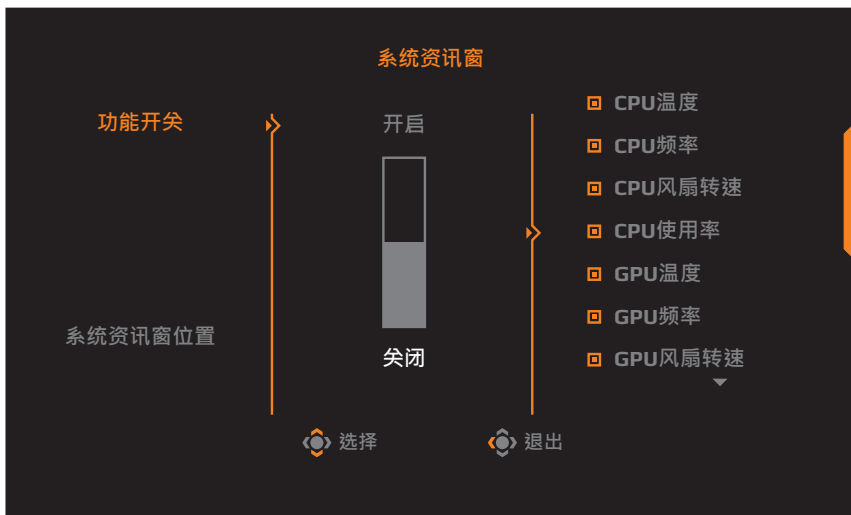 系统资讯窗
功能开关
系统资讯窗位置
开启
关闭
CPU温度
CPU频率
CPU风扇转速
CPU使用率
GPU温度
GPU频率
GPU风扇转速
选择
退出